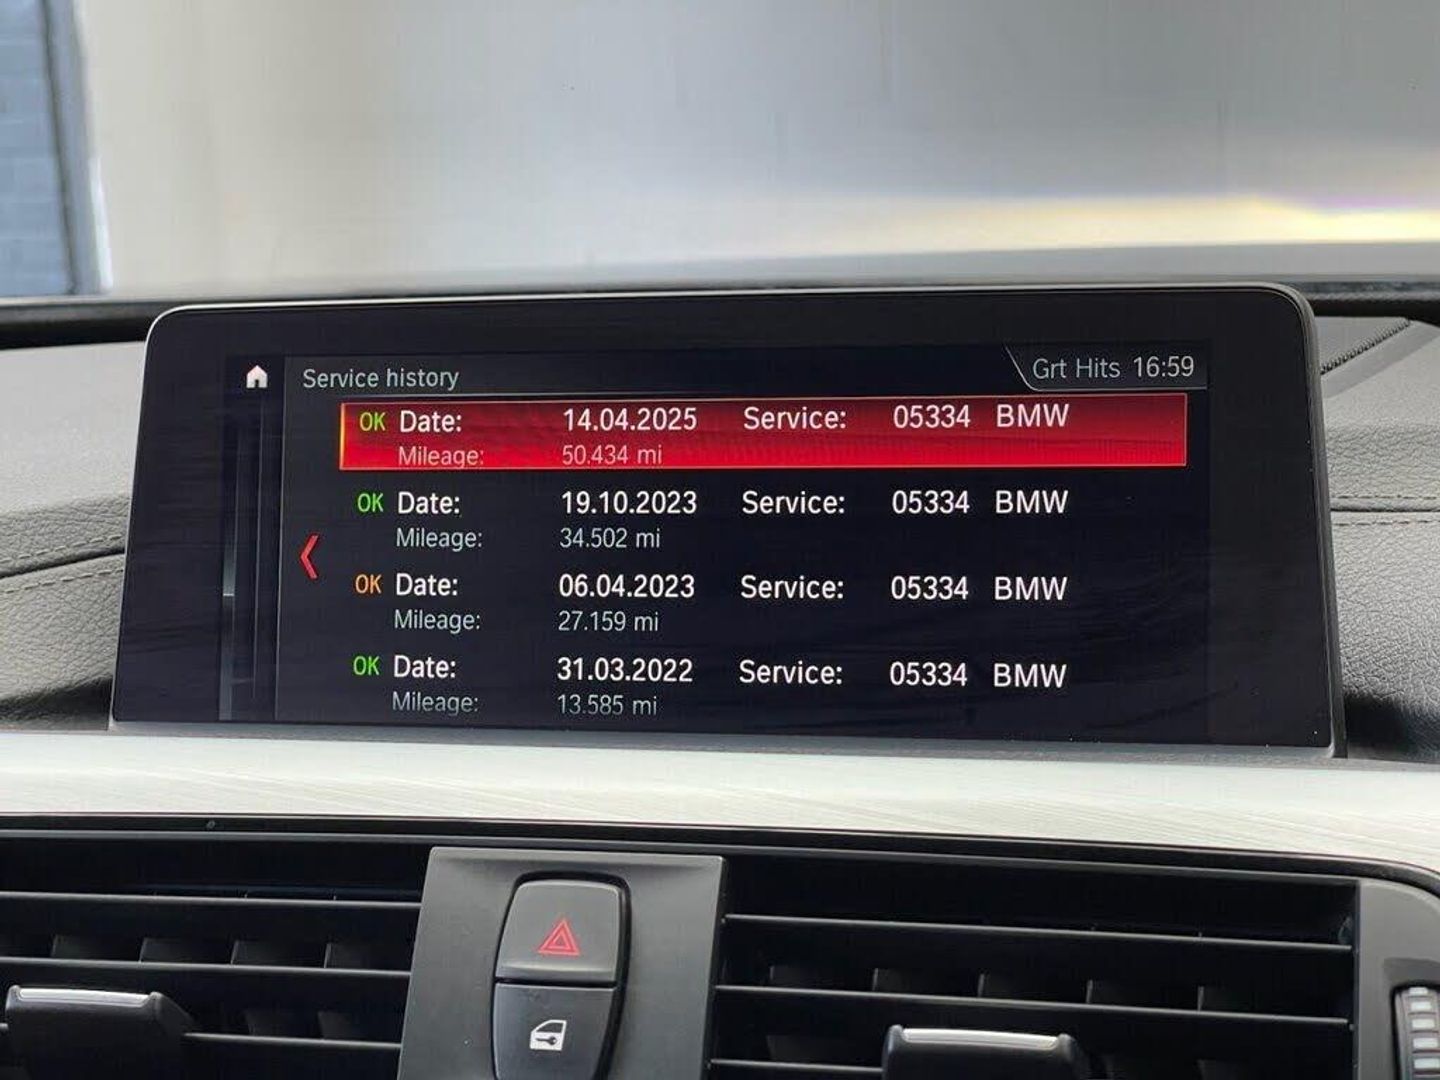 Service history
Grt Hits 16:59
OK Date: 14.04.2025 Service: 05334 BMW
Mileage: 50.434 mi
OK Date: 19.10.2023 Service: 05334 BMW
Mileage: 34.502 mi
OK Date: 06.04.2023 Service: 05334 BMW
Mileage: 27.159 mi
OK Date: 31.03.2022 Service: 05334 BMW
Mileage: 13.585 mi